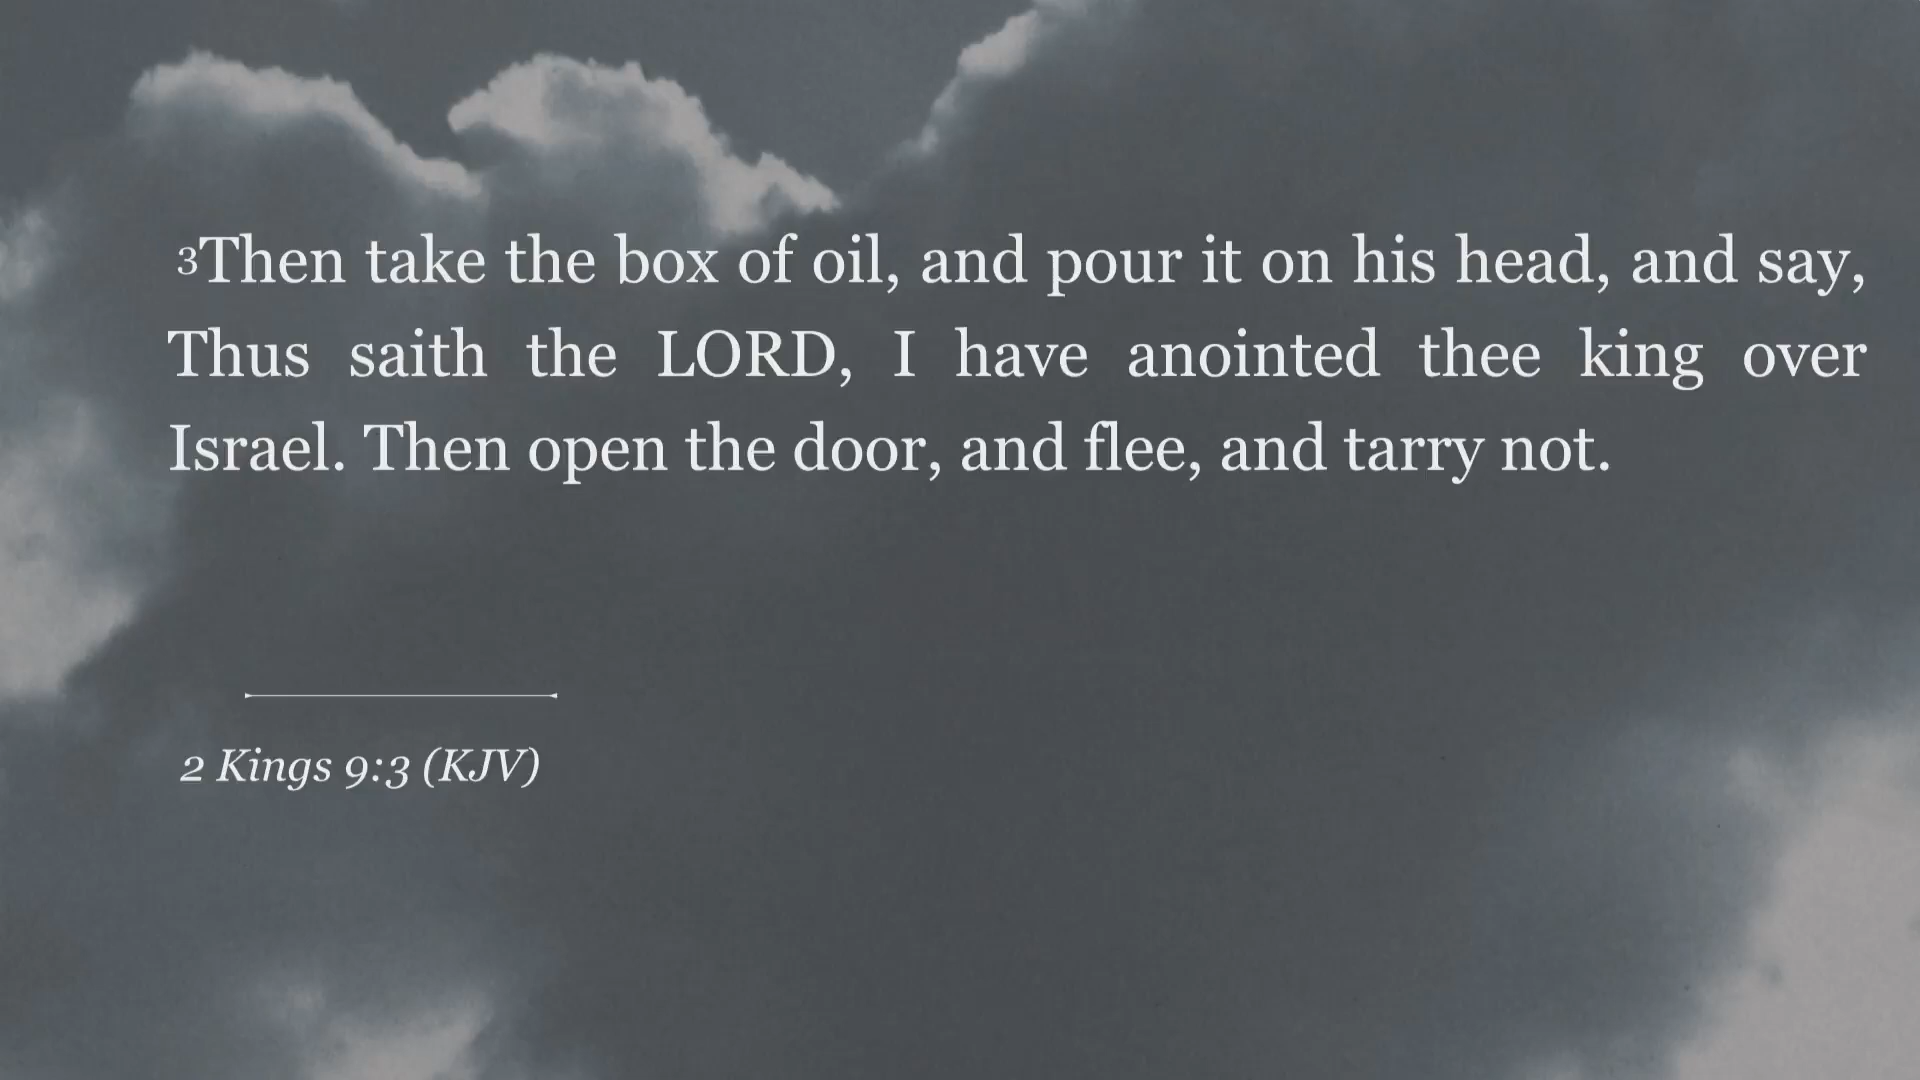 3Then take the box of oil, and pour it on his head, and say,
Thus saith the LORD, I have anointed thee king over
Israel. Then open the door, and flee, and tarry not.
2 Kings 9:3 (KJV)